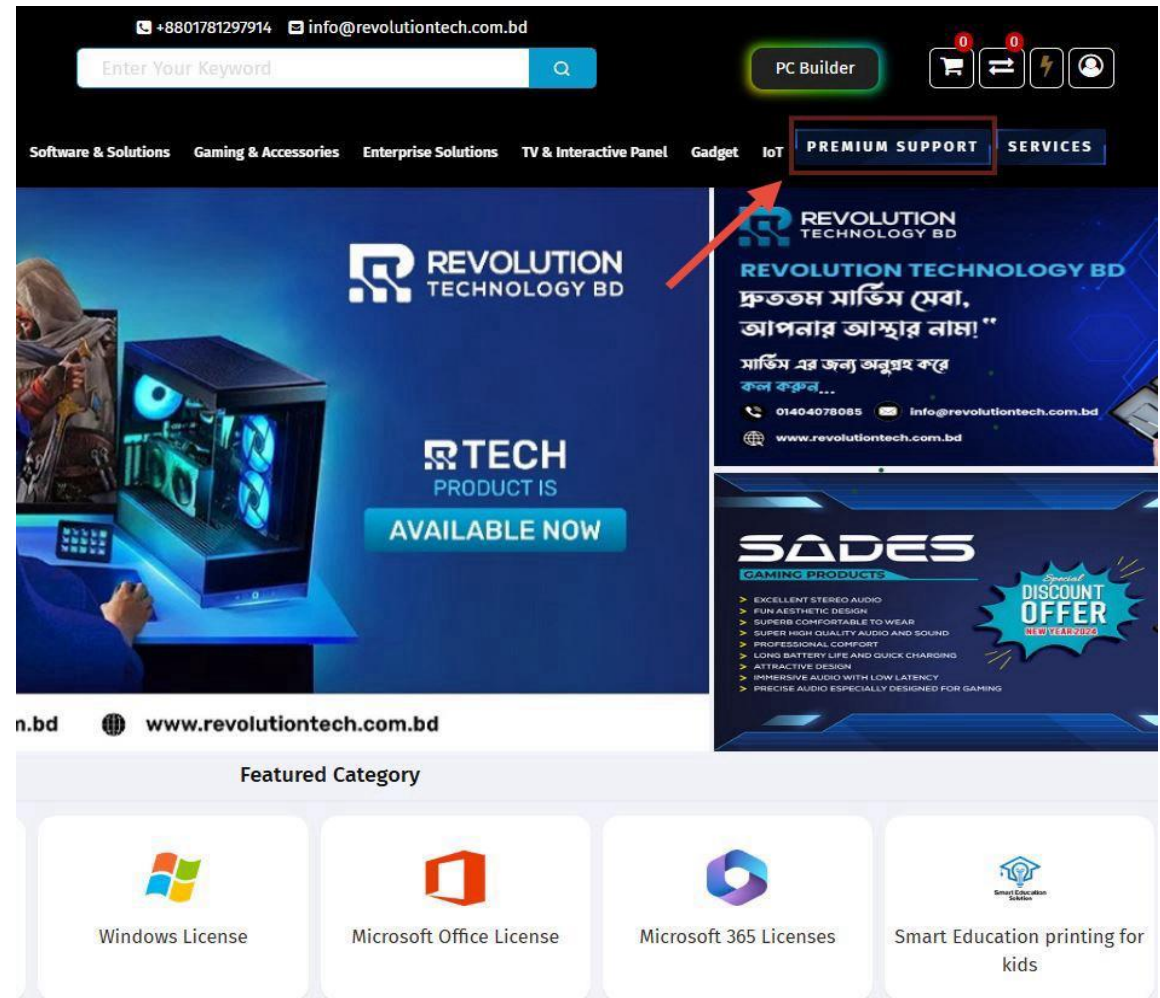 +8801781297914 info@revolutiontech.com.bd
Enter Your Keyword
PC Builder
0
0
Software & Solutions Gaming & Accessories Enterprise Solutions TV & Interactive Panel Gadget IoT PREMIUM SUPPORT SERVICES
REVOLUTION
TECHNOLOGY BD
RTECH
PRODUCT IS
AVAILABLE NOW
n.bd www.revolutiontech.com.bd
REVOLUTION
TECHNOLOGY BD
REVOLUTION TECHNOLOGY BD
দ্রুততম সার্ভিস সেবা,
আপনার আস্থার নাম!"
সার্ভিস এর জন্য অনুগ্রহ করে
কল করুন...
01404078085 info@revolutiontech.com.bd
www.revolutiontech.com.bd
SADES
GAMING PRODUCTS
> EXCELLENT STEREO AUDIO
> FUN AESTHETIC DESIGN
> SUPERB COMFORTABLE TO WEAR
> SUPER HIGH QUALITY AUDIO AND SOUND
> PROFESSIONAL COMFORT
> LONG BATTERY LIFE AND QUICK CHARGING
> ATTRACTIVE DESIGN
> IMMERSIVE AUDIO WITH LOW LATENCY
> PRECISE AUDIO ESPECIALLY DESIGNED FOR GAMING
Special
DISCOUNT
OFFER
NEW YEAR 2024
Featured Category
Windows License
Microsoft Office License
Microsoft 365 Licenses
Smart Education
Solution
Smart Education printing for
kids